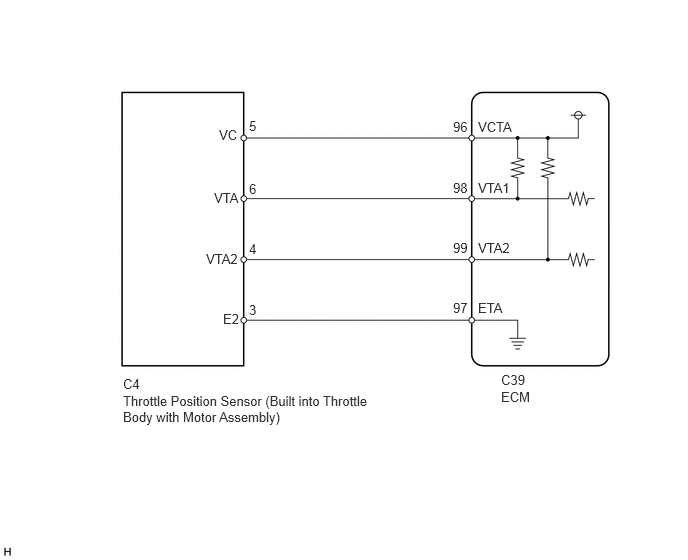 VC 5 96 VCTA
VTA 6 98 VTA1
VTA2 4 99 VTA2
E2 3 97 ETA
C4
Throttle Position Sensor (Built into Throttle
Body with Motor Assembly)
C39
ECM
H